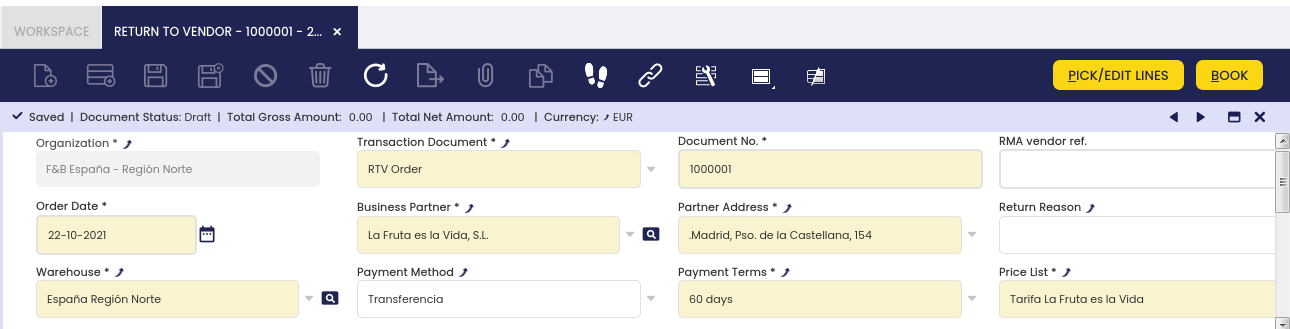 WORKSPACE RETURN TO VENDOR - 1000001 - 2...
PICK/EDIT LINES BOOK
Saved | Document Status: Draft | Total Gross Amount: 0.00 | Total Net Amount: 0.00 | Currency: EUR
Organization * Transaction Document * Document No. * RMA vendor ref.
F&B España - Región Norte RTV Order 1000001
Order Date * Business Partner * Partner Address * Return Reason
22-10-2021 La Fruta es la Vida, S.L. .Madrid, Pso. de la Castellana, 154
Warehouse * Payment Method Payment Terms * Price List *
España Región Norte Transferencia 60 days Tarifa La Fruta es la Vida